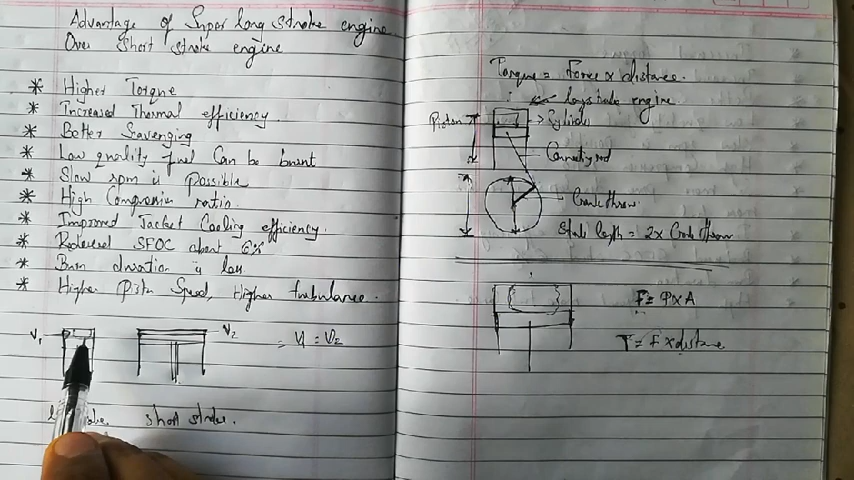 Advantage of Super long stroke engine
Over Short stroke engine
* Higher Torque
* Increased Thermal efficiency.
* Better Scavenging
* Low quality fuel Can be burnt
* Slow rpm is possible
* High Compression ratio.
* Improved Jacket Cooling efficiency.
* Reduced SFOC about 6%
* Burn duration is less
* Higher Piston Speed, Higher turbulance.
V1
V2
= V1 = V2
short stroke.
Torque = Force x distance.
engine
Piston
Connecting rod
Crank throw
Stroke length = 2x Crank throw
F = P x A
T = F x distance